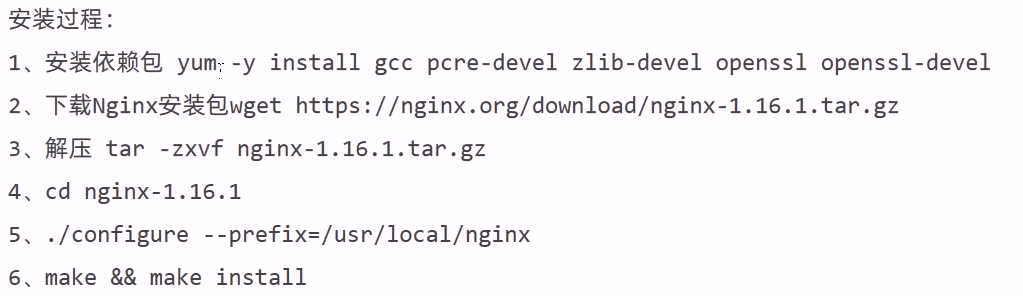 安装过程：
1、安装依赖包 yum -y install gcc pcre-devel zlib-devel openssl openssl-devel
2、下载Nginx安装包wget https://nginx.org/download/nginx-1.16.1.tar.gz
3、解压 tar -zxvf nginx-1.16.1.tar.gz
4、cd nginx-1.16.1
5、./configure --prefix=/usr/local/nginx
6、make && make install